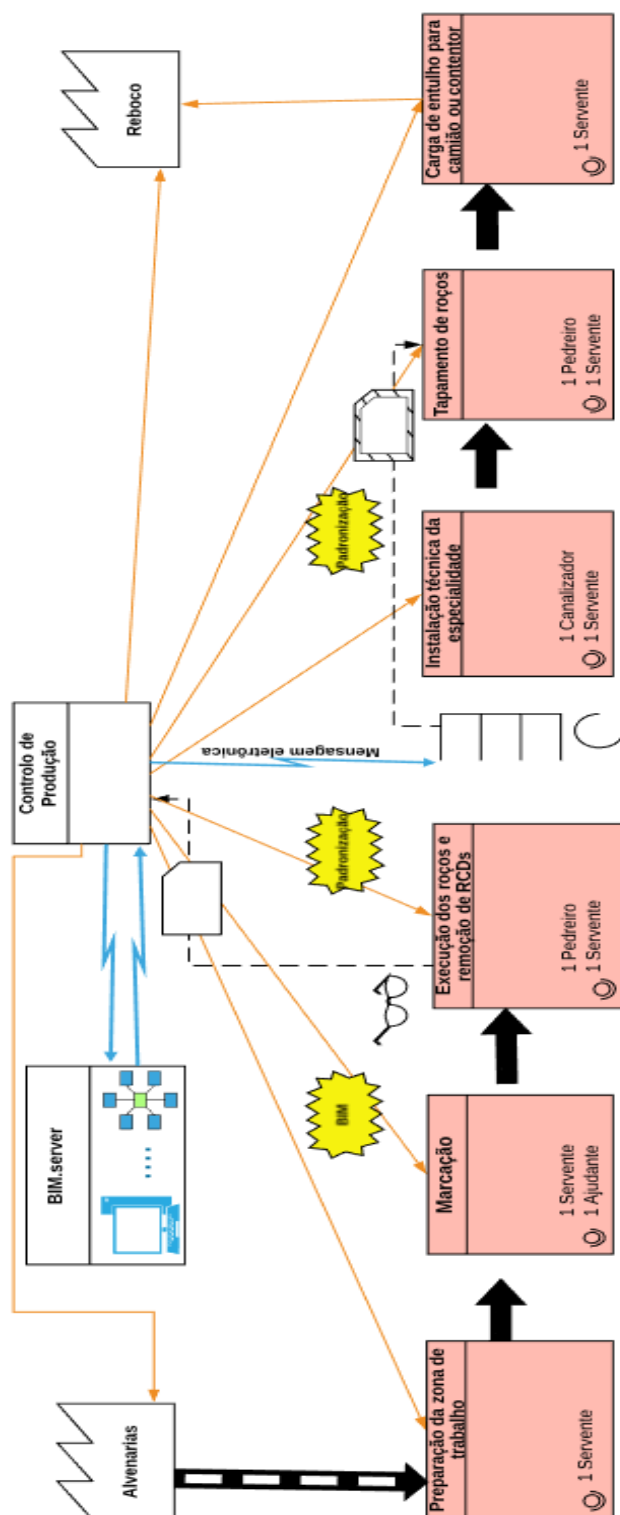 Alvenarias
BIM.server
Controlo de
Produção
Reboco
Mensagem eletrônica
BIM
Padronização
Padronização
Preparação da zona de
trabalho
1 Servente
Marcação
1 Servente
1 Ajudante
Execução dos roços e
remoção de RCDs
1 Pedreiro
1 Servente
Instalação técnica da
especialidade
1 Canalizador
1 Servente
Tapamento de roços
1 Pedreiro
1 Servente
Carga de entulho para
camião ou contentor
1 Servente